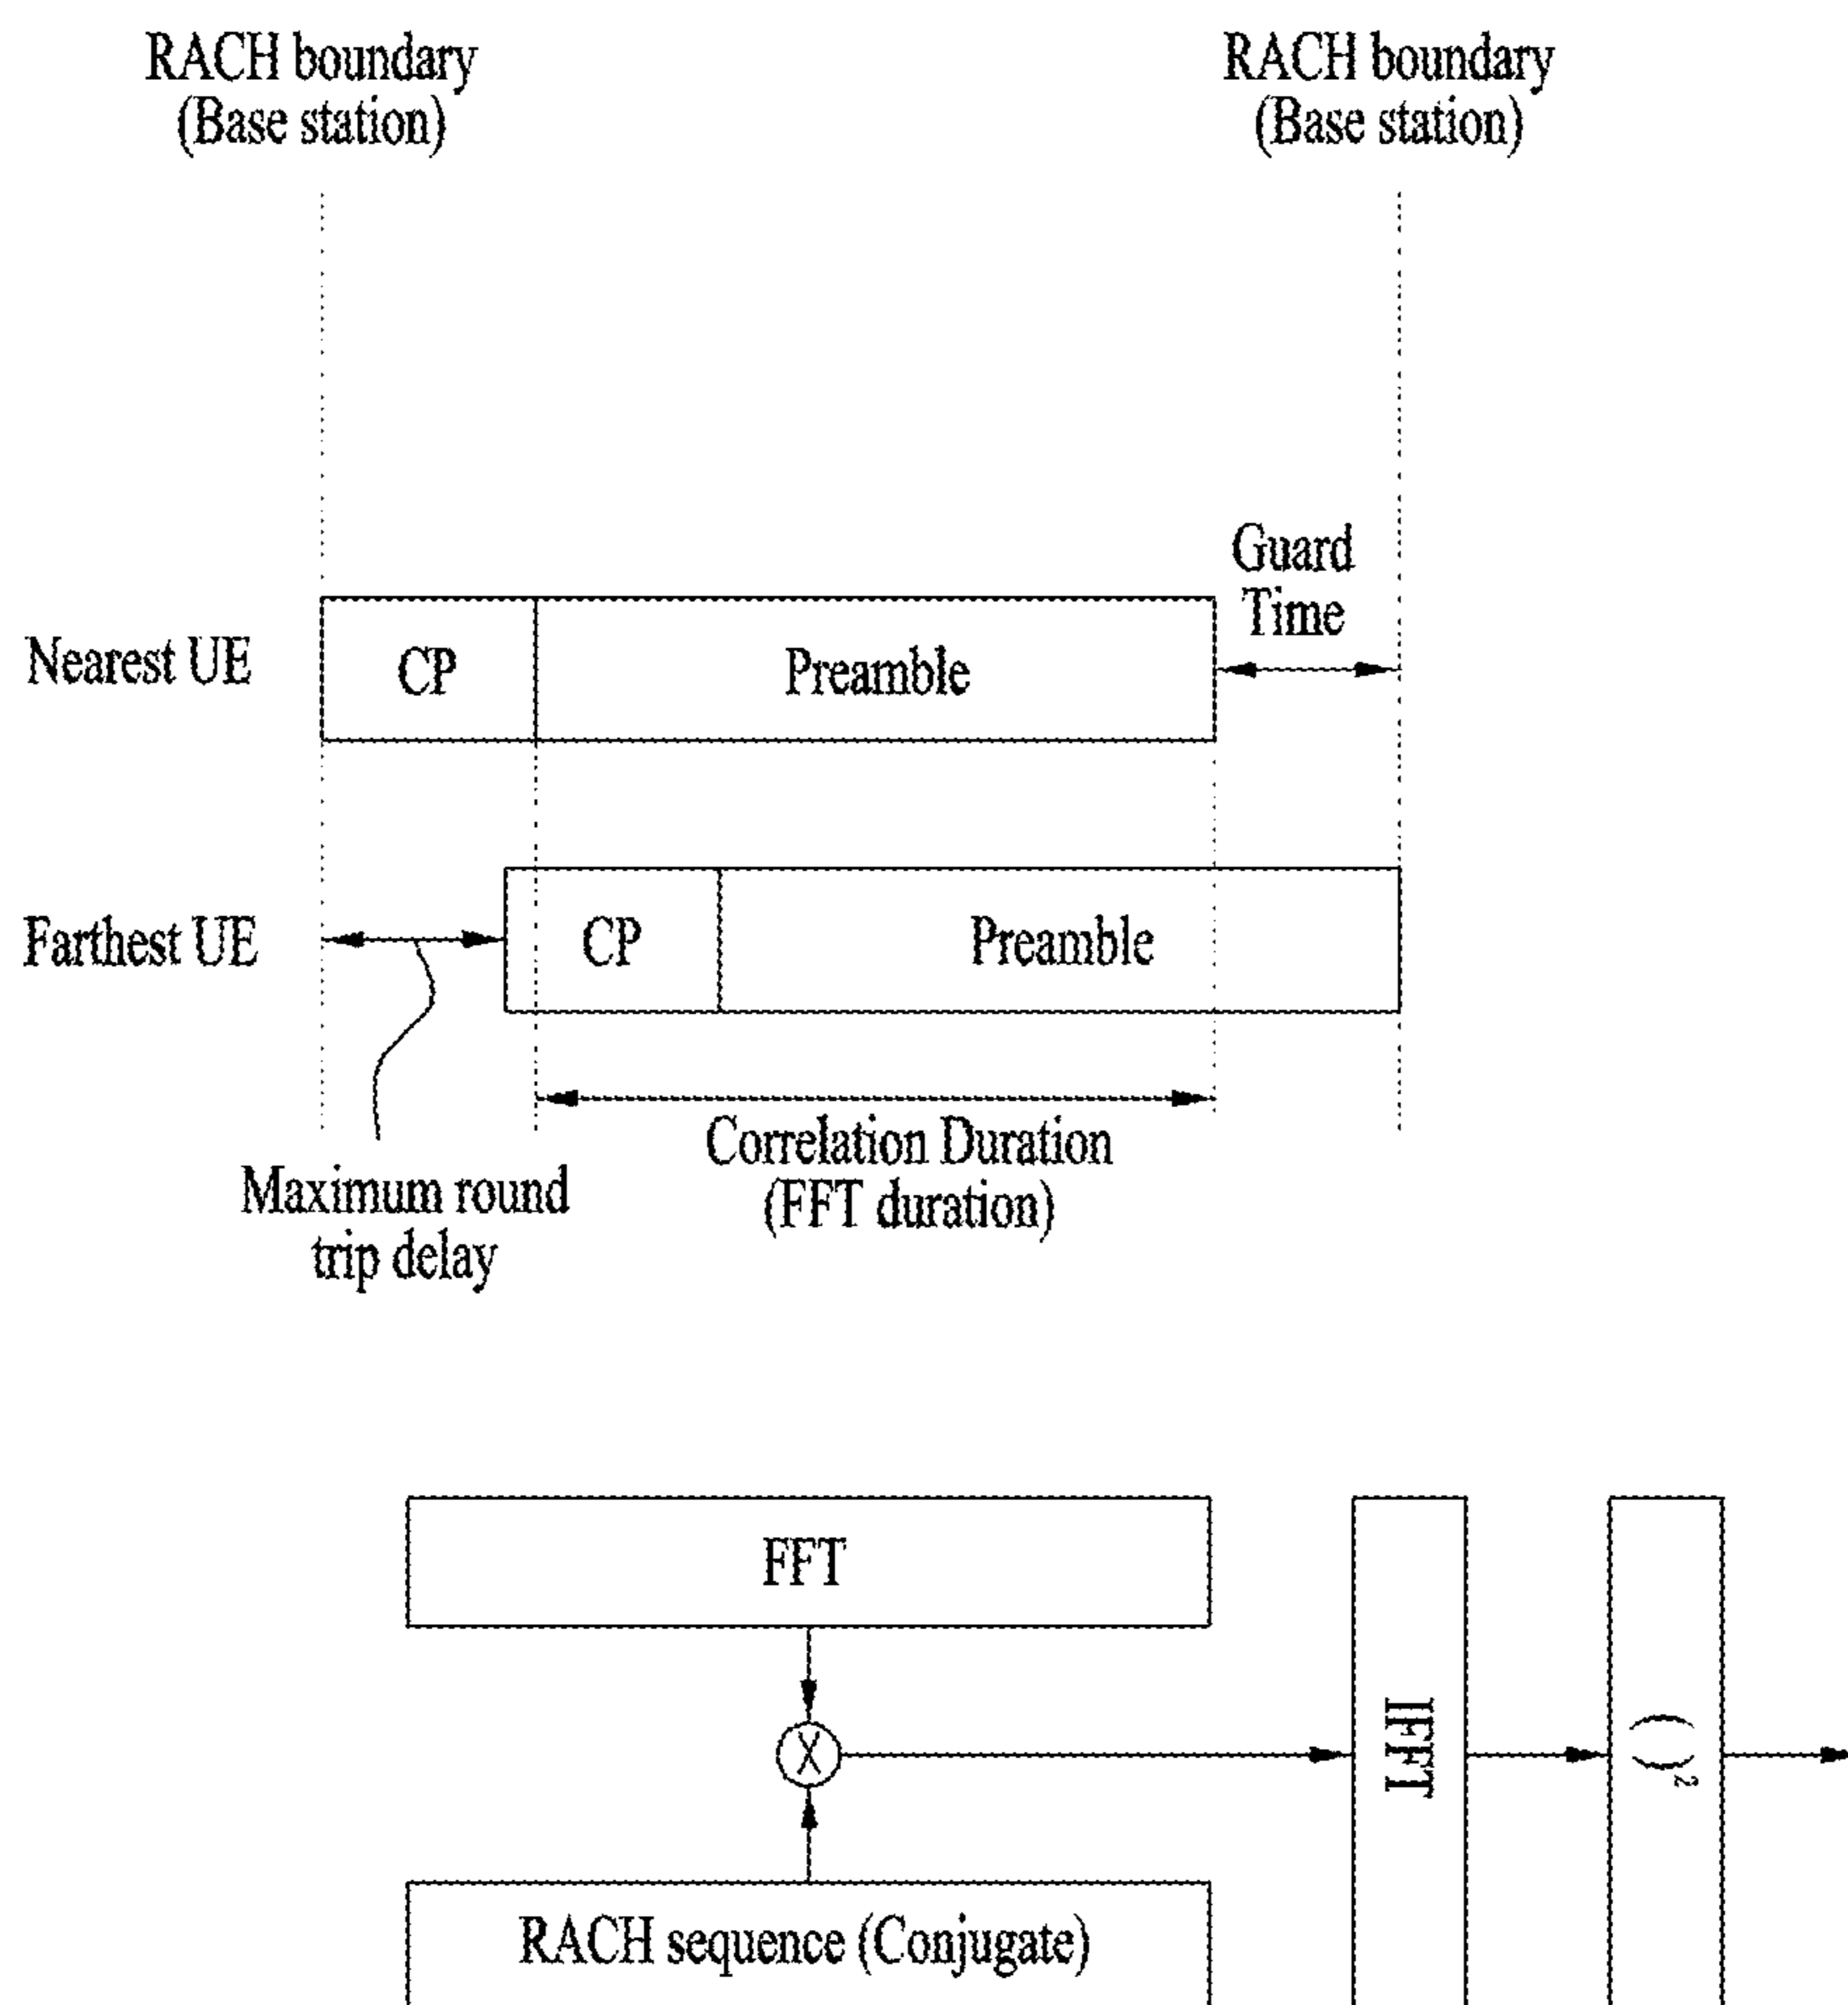 RACH boundary
(Base station)
RACH boundary
(Base station)
Guard
Time
Nearest UE
CP
Preamble
Farthest UE
CP
Preamble
Correlation Duration
(FFT duration)
Maximum round
trip delay
FFT
X
IFFT
( )²
RACH sequence (Conjugate)